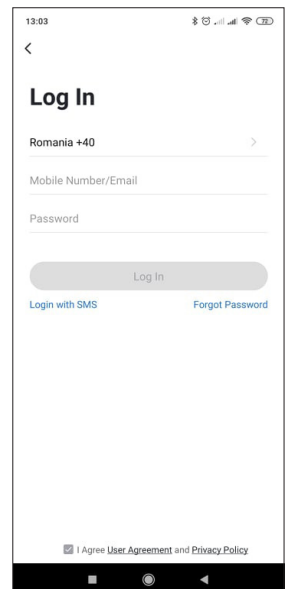 13:03
72
Log In
Romania +40
Mobile Number/Email
Password
Log In
Login with SMS Forgot Password
I Agree User Agreement and Privacy Policy